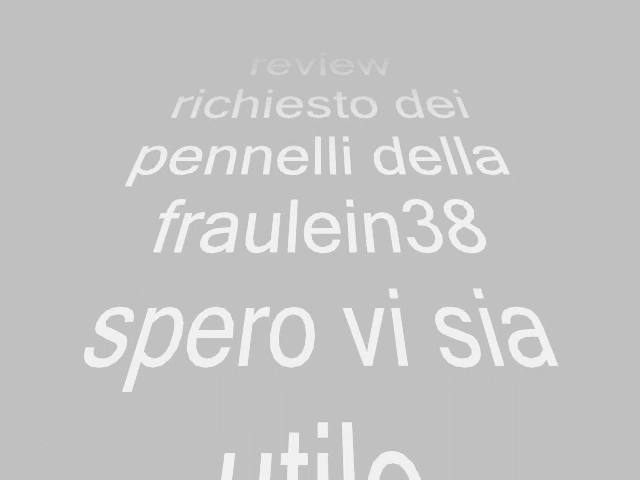 review
richiesto dei
pennelli della
fraulein38
spero vi sia
utile